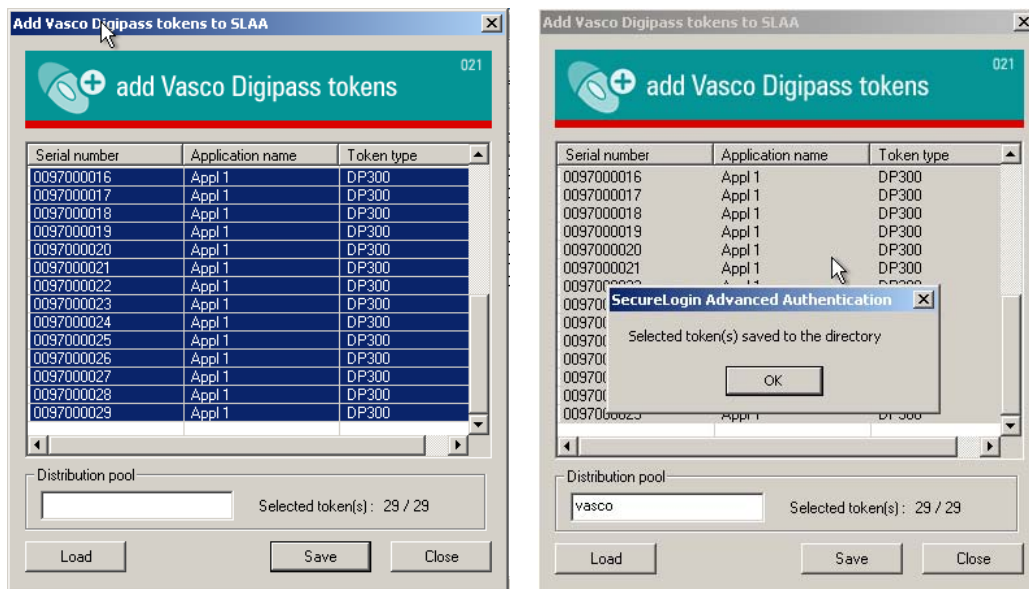 Add Vasco Digipass tokens to SLAA
021
add Vasco Digipass tokens
Serial number Application name Token type
0097000016 Appl 1 DP300
0097000017 Appl 1 DP300
0097000018 Appl 1 DP300
0097000019 Appl 1 DP300
0097000020 Appl 1 DP300
0097000021 Appl 1 DP300
0097000022 Appl 1 DP300
0097000023 Appl 1 DP300
0097000024 Appl 1 DP300
0097000025 Appl 1 DP300
0097000026 Appl 1 DP300
0097000027 Appl 1 DP300
0097000028 Appl 1 DP300
0097000029 Appl 1 DP300
Distribution pool
Selected token(s) : 29 / 29
Load Save Close
Add Vasco Digipass tokens to SLAA
021
add Vasco Digipass tokens
Serial number Application name Token type
0097000016 Appl 1 DP300
0097000017 Appl 1 DP300
0097000018 Appl 1 DP300
0097000019 Appl 1 DP300
0097000020 Appl 1 DP300
0097000021 Appl 1 DP300
SecureLogin Advanced Authentication
Selected token(s) saved to the directory
OK
Distribution pool
vasco Selected token(s) : 29 / 29
Load Save Close